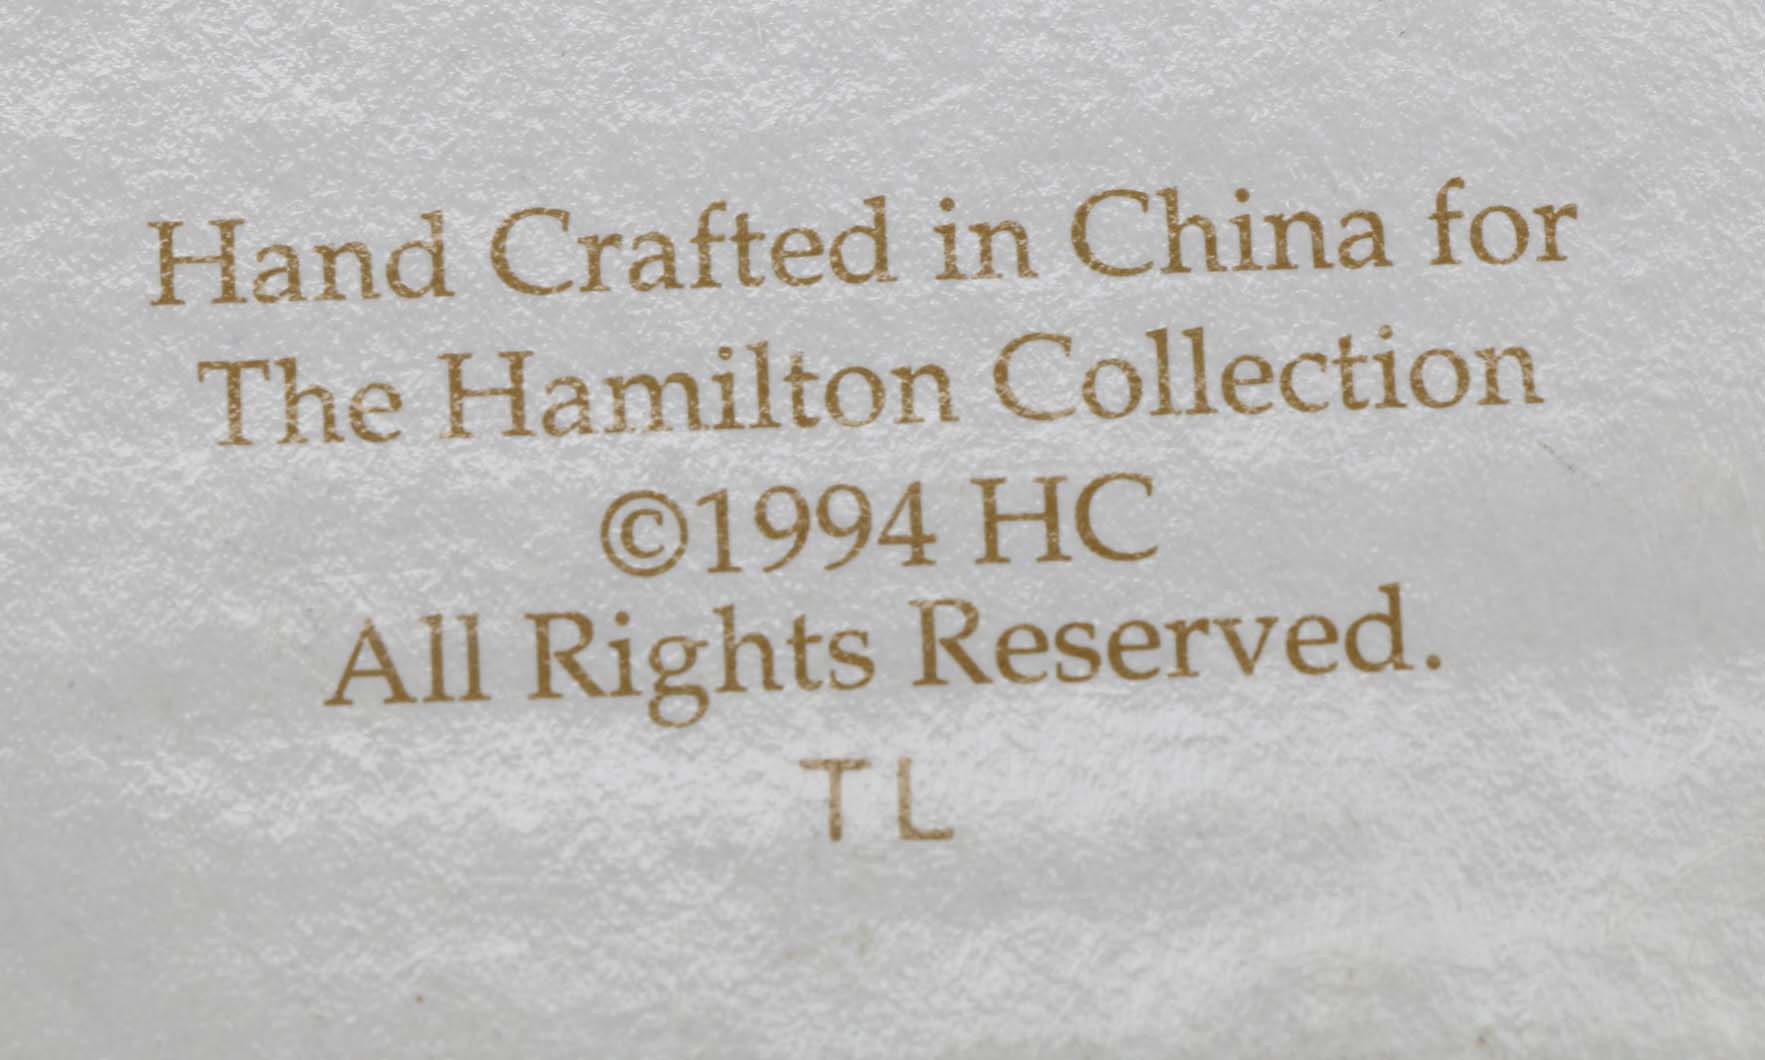 Hand Crafted in China for
The Hamilton Collection
©1994 HC
All Rights Reserved.
TL